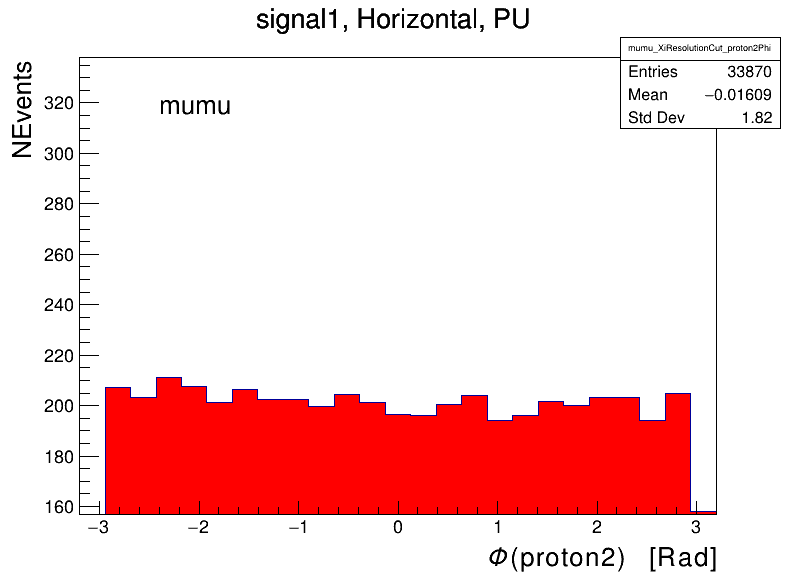 signal1, Horizontal, PU
mumu_XiResolutionCut_proton2Phi
Entries 33870
Mean −0.01609
Std Dev 1.82
NEvents
mumu
320
300
280
260
240
220
200
180
160
−3 −2 −1 0 1 2 3
Φ(proton2) [Rad]